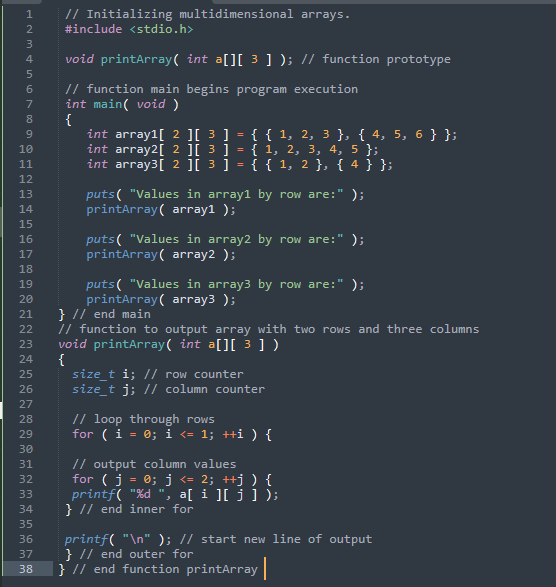 1 // Initializing multidimensional arrays.
2 #include <stdio.h>
3
4 void printArray( int a[][ 3 ] ); // function prototype
5
6 // function main begins program execution
7 int main( void )
8 {
9 int array1[ 2 ][ 3 ] = { { 1, 2, 3 }, { 4, 5, 6 } };
10 int array2[ 2 ][ 3 ] = { 1, 2, 3, 4, 5 };
11 int array3[ 2 ][ 3 ] = { { 1, 2 }, { 4 } };
12
13 puts( "Values in array1 by row are:" );
14 printArray( array1 );
15
16 puts( "Values in array2 by row are:" );
17 printArray( array2 );
18
19 puts( "Values in array3 by row are:" );
20 printArray( array3 );
21 } // end main
22 // function to output array with two rows and three columns
23 void printArray( int a[][ 3 ] )
24 {
25 size_t i; // row counter
26 size_t j; // column counter
27
28 // loop through rows
29 for ( i = 0; i <= 1; ++i ) {
30
31 // output column values
32 for ( j = 0; j <= 2; ++j ) {
33 printf( "%d ", a[ i ][ j ] );
34 } // end inner for
35
36 printf( "\n" ); // start new line of output
37 } // end outer for
38 } // end function printArray